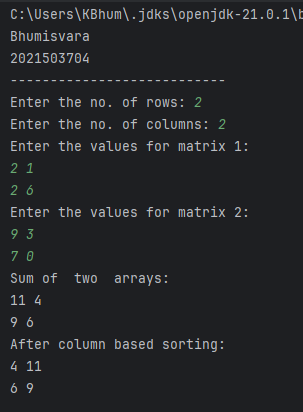 C:\Users\KBhum\.jdks\openjdk-21.0.1\b
Bhumisvara
2021503704
---------------------------
Enter the no. of rows: 2
Enter the no. of columns: 2
Enter the values for matrix 1:
2 1
2 6
Enter the values for matrix 2:
9 3
7 0
Sum of  two  arrays:
11 4
9 6
After column based sorting:
4 11
6 9